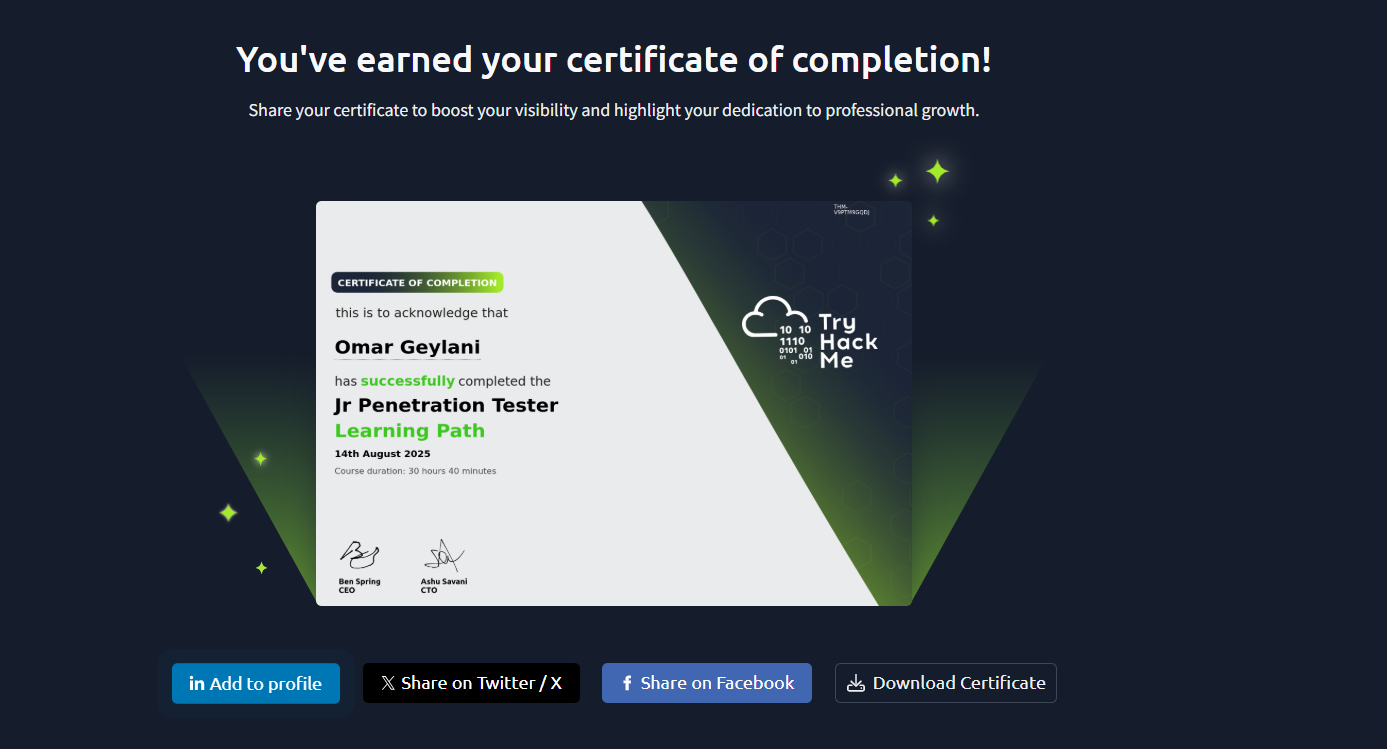 You've earned your certificate of completion!
Share your certificate to boost your visibility and highlight your dedication to professional growth.
THM-
V9PTM9GQDJ
CERTIFICATE OF COMPLETION
this is to acknowledge that
Omar Geylani
has successfully completed the
Jr Penetration Tester
Learning Path
14th August 2025
Course duration: 30 hours 40 minutes
10 10
1110
0101 01
01 010
01
Try
Hack
Me
Ben Spring
CEO
Ashu Savani
CTO
in Add to profile
X Share on Twitter / X
f Share on Facebook
Download Certificate